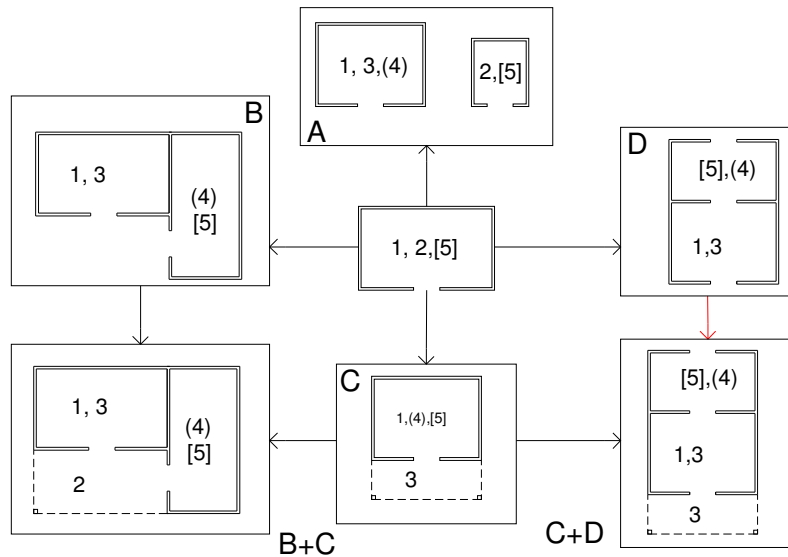 1, 3,(4)
2,[5]
A
B
1, 3
(4)
[5]
D
[5],(4)
1,3
1, 2,[5]
1, 3
(4)
[5]
2
B+C
C
1,(4),[5]
3
[5],(4)
1,3
3
C+D